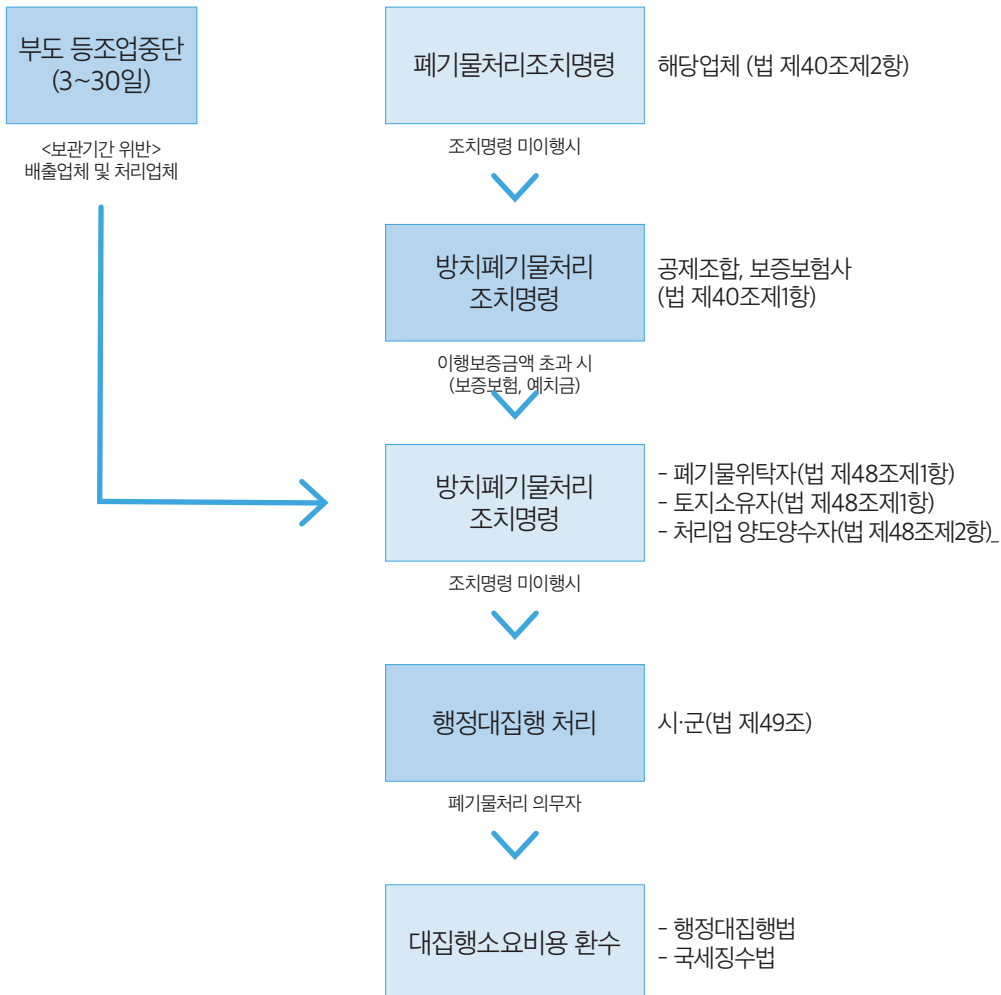 부도 등조업중단
(3~30일)
<보관기간 위반>
배출업체 및 처리업체
폐기물처리조치명령
해당업체 (법 제40조제2항)
조치명령 미이행시
방치폐기물처리
조치명령
공제조합, 보증보험사
(법 제40조제1항)
이행보증금액 초과 시
(보증보험, 예치금)
방치폐기물처리
조치명령
- 폐기물위탁자(법 제48조제1항)
- 토지소유자(법 제48조제1항)
- 처리업 양도양수자(법 제48조제2항)_
조치명령 미이행시
행정대집행 처리
시·군(법 제49조)
폐기물처리 의무자
대집행소요비용 환수
- 행정대집행법
- 국세징수법